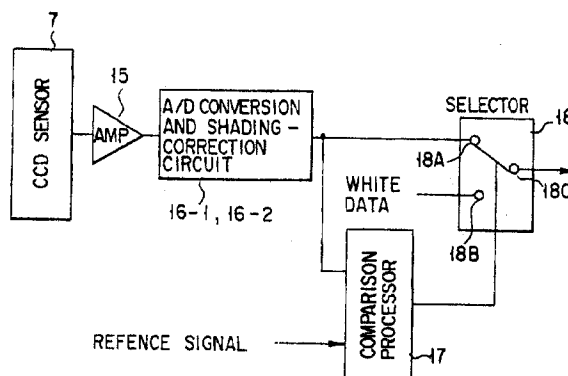 7
CCD SENSOR
15
AMP
A/D CONVERSION
AND SHADING-
CORRECTION
CIRCUIT
16-1, 16-2
SELECTOR
18
18A
18C
WHITE
DATA
18B
COMPARISON
PROCESSOR
17
REFENCE SIGNAL